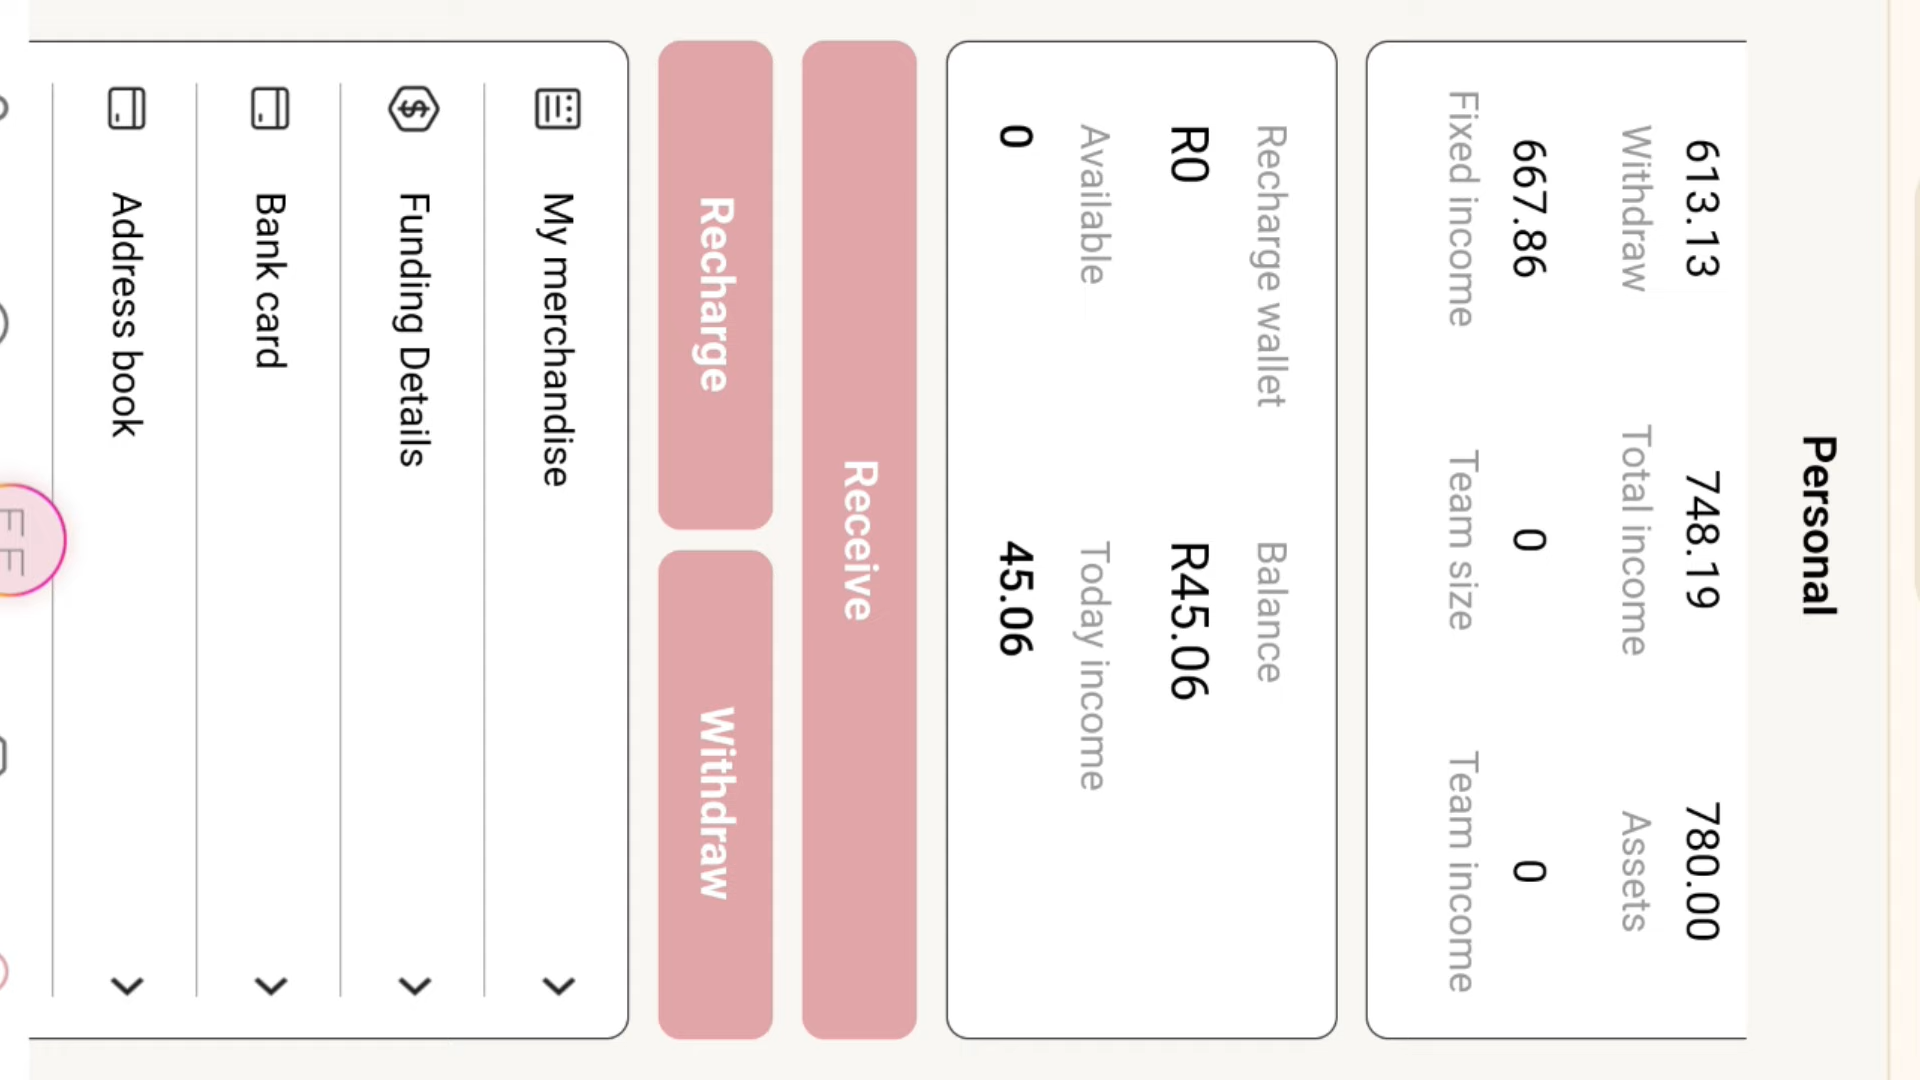 Personal
613.13 748.19 780.00
Withdraw Total income Assets
667.86 0 0
Fixed income Team size Team income
Recharge wallet Balance
R0 R45.06
Available Today income
0 45.06
Receive
Recharge Withdraw
My merchandise
Funding Details
Bank card
Address book